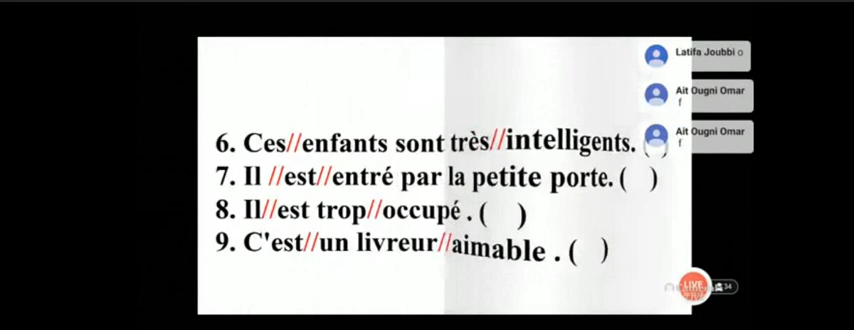 Latifa Joubbi o
Ait Ougni Omar
f
Ait Ougni Omar
f
6. Ces//enfants sont très//intelligents. ( )
7. Il //est//entré par la petite porte. ( )
8. Il//est trop//occupé . ( )
9. C'est//un livreur//aimable . ( )
LIVE
34